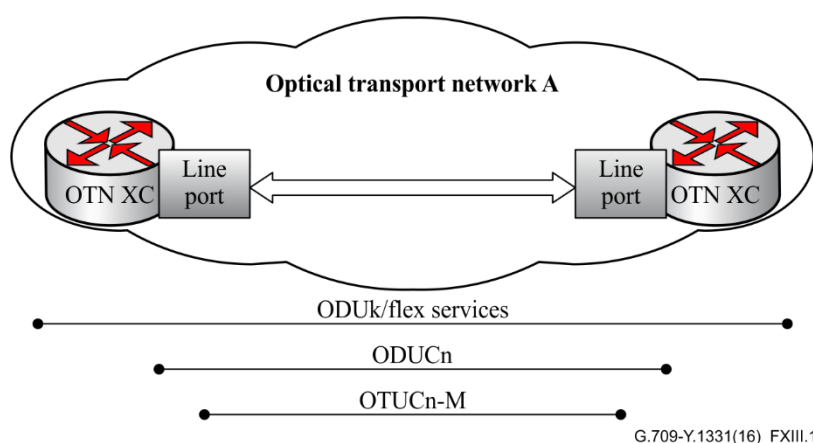 Optical transport network A
OTN XC
Line
port
Line
port
OTN XC
ODUk/flex services
ODUCn
OTUCn-M
G.709-Y.1331(16)_FXIII.1